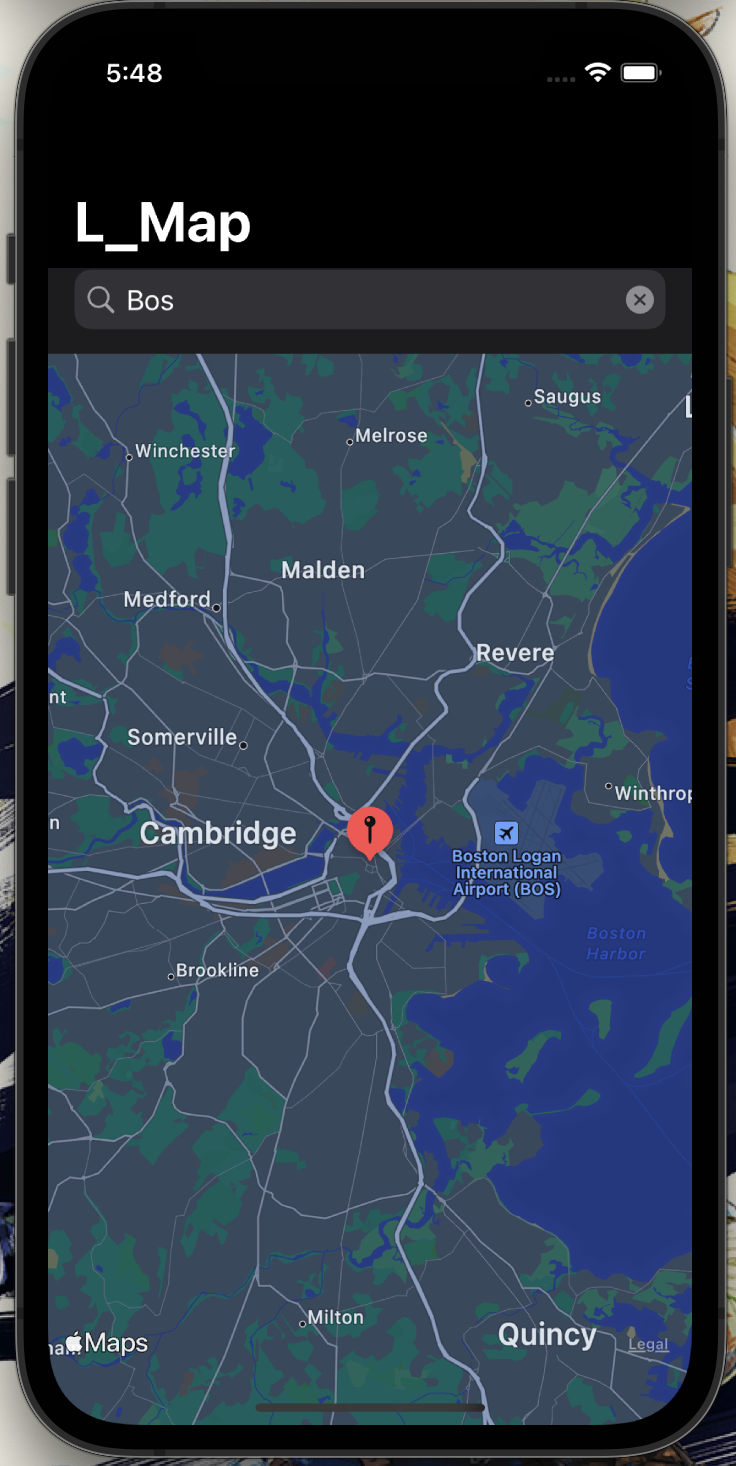 5:48
L_Map
Bos
Saugus
Melrose
Winchester
Malden
Medford
Revere
nt
Somerville
Winthrop
n
Cambridge
Boston Logan
International
Airport (BOS)
Boston
Harbor
Brookline
Milton
Quincy
Maps
Legal